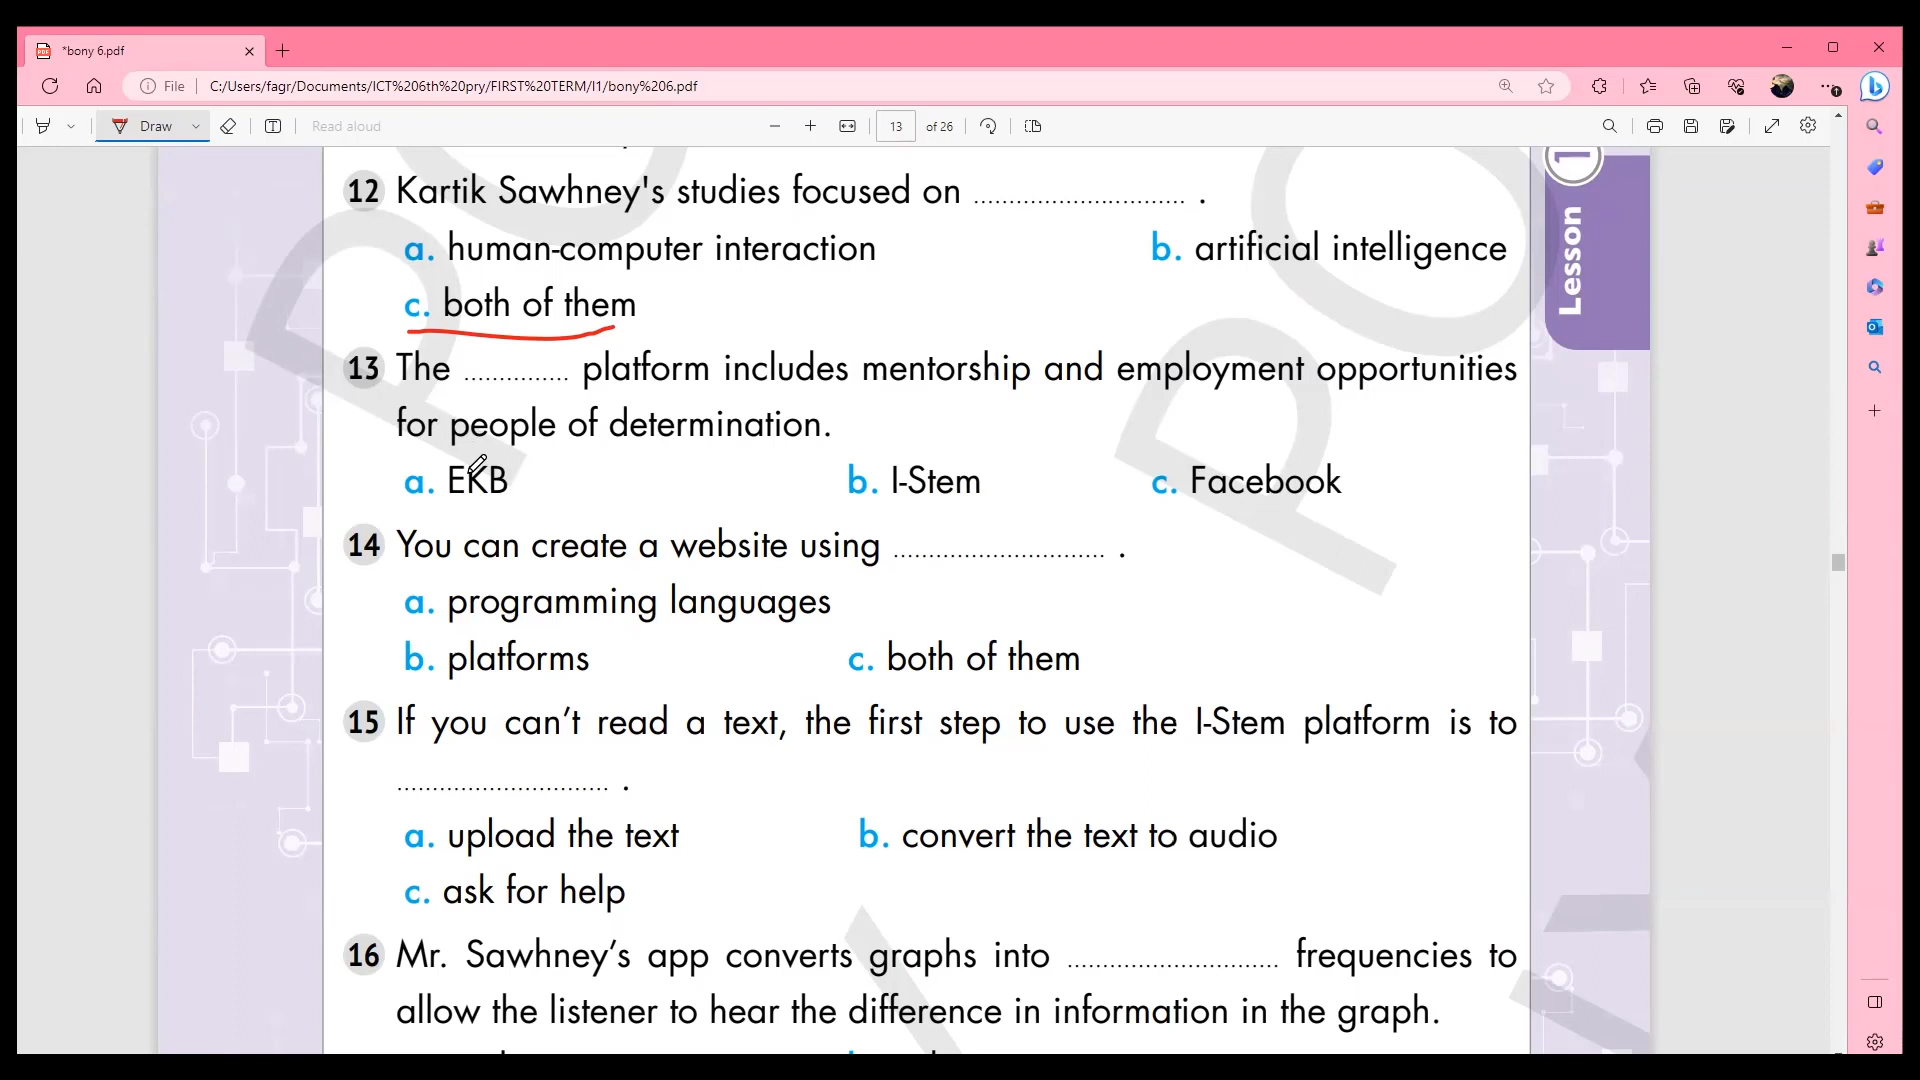 *bony 6.pdf
File C:/Users/fagr/Documents/ICT%206th%20pry/FIRST%20TERM/l1/bony%206.pdf
Draw Read aloud 13 of 26
12 Kartik Sawhney's studies focused on ............................ .
a. human-computer interaction b. artificial intelligence
c. both of them
13 The ............... platform includes mentorship and employment opportunities
for people of determination.
a. EKB b. I-Stem c. Facebook
14 You can create a website using ............................ .
a. programming languages
b. platforms c. both of them
15 If you can’t read a text, the first step to use the I-Stem platform is to
............................ .
a. upload the text b. convert the text to audio
c. ask for help
16 Mr. Sawhney’s app converts graphs into ............................ frequencies to
allow the listener to hear the difference in information in the graph.
Lesson 1